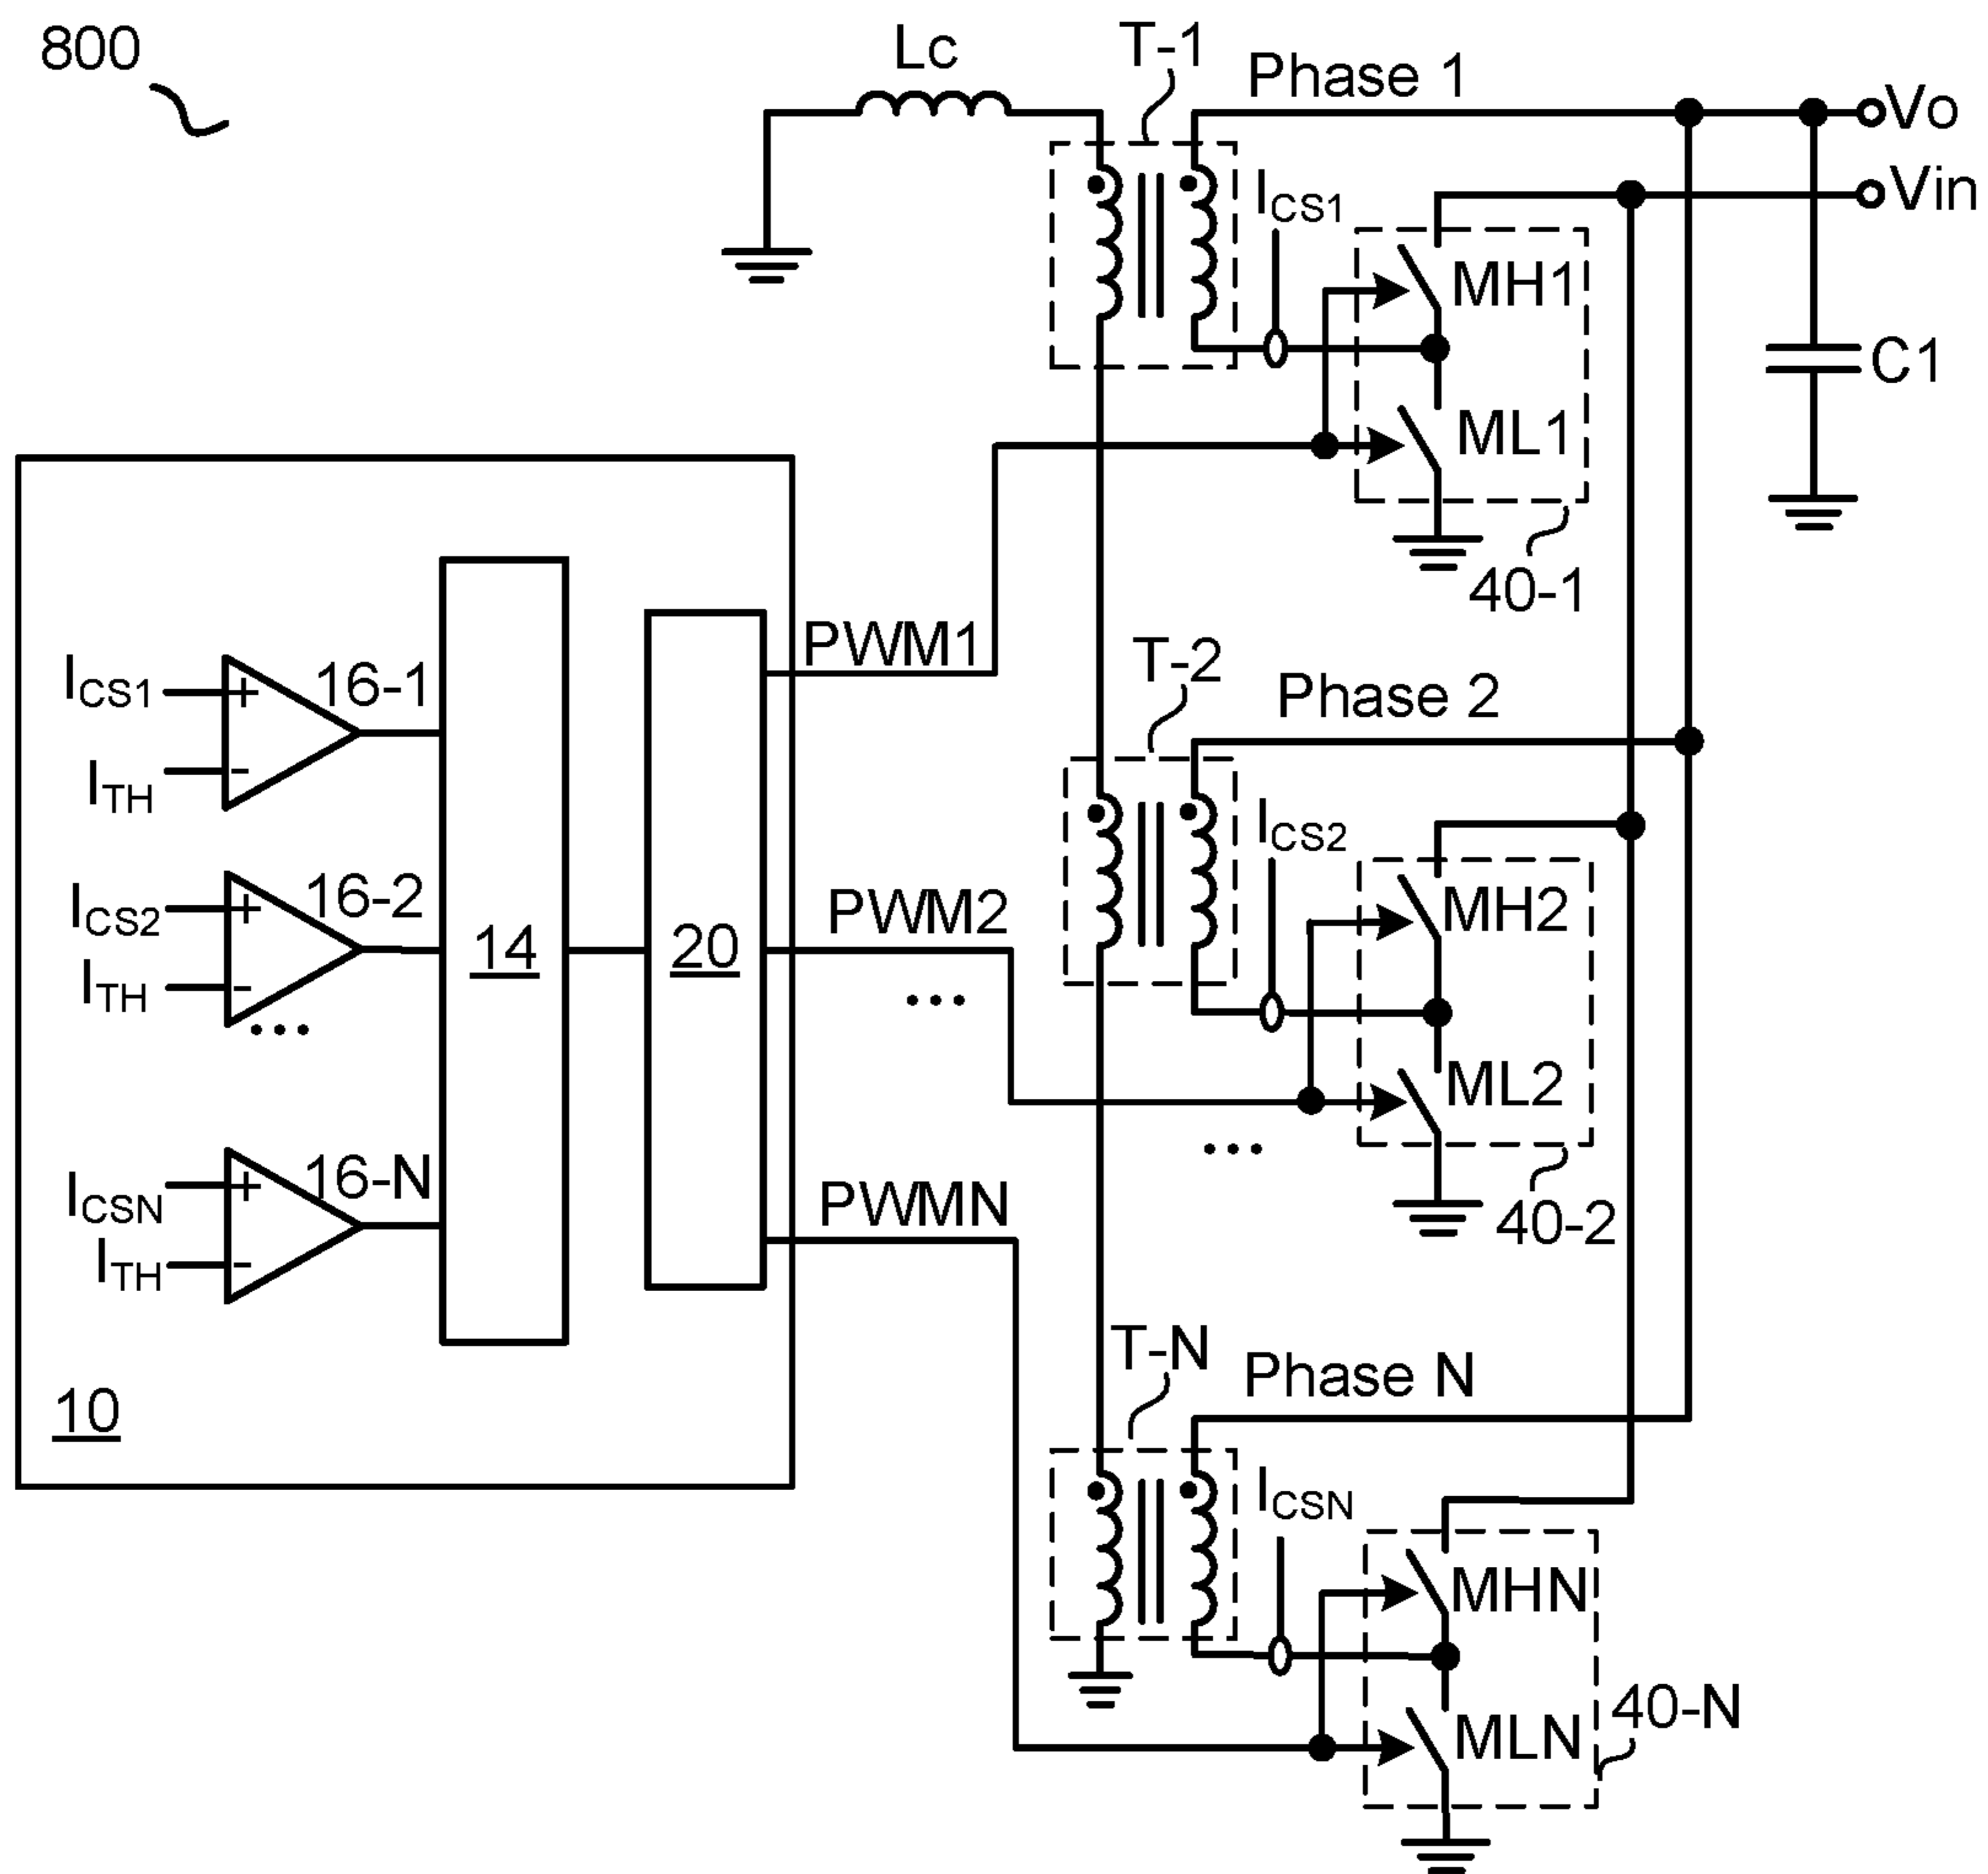 800
LC
T-1
Phase 1
Vo
Vin
ICS1
MH1
ML1
C1
40-1
ICS1
+
16-1
ITH
-
14
20
PWM1
T-2
Phase 2
ICS2
MH2
ML2
40-2
ICS2
+
16-2
ITH
-
...
PWM2
...
...
ICSN
+
16-N
ITH
-
PWMN
10
T-N
Phase N
ICSN
MHN
MLN
40-N